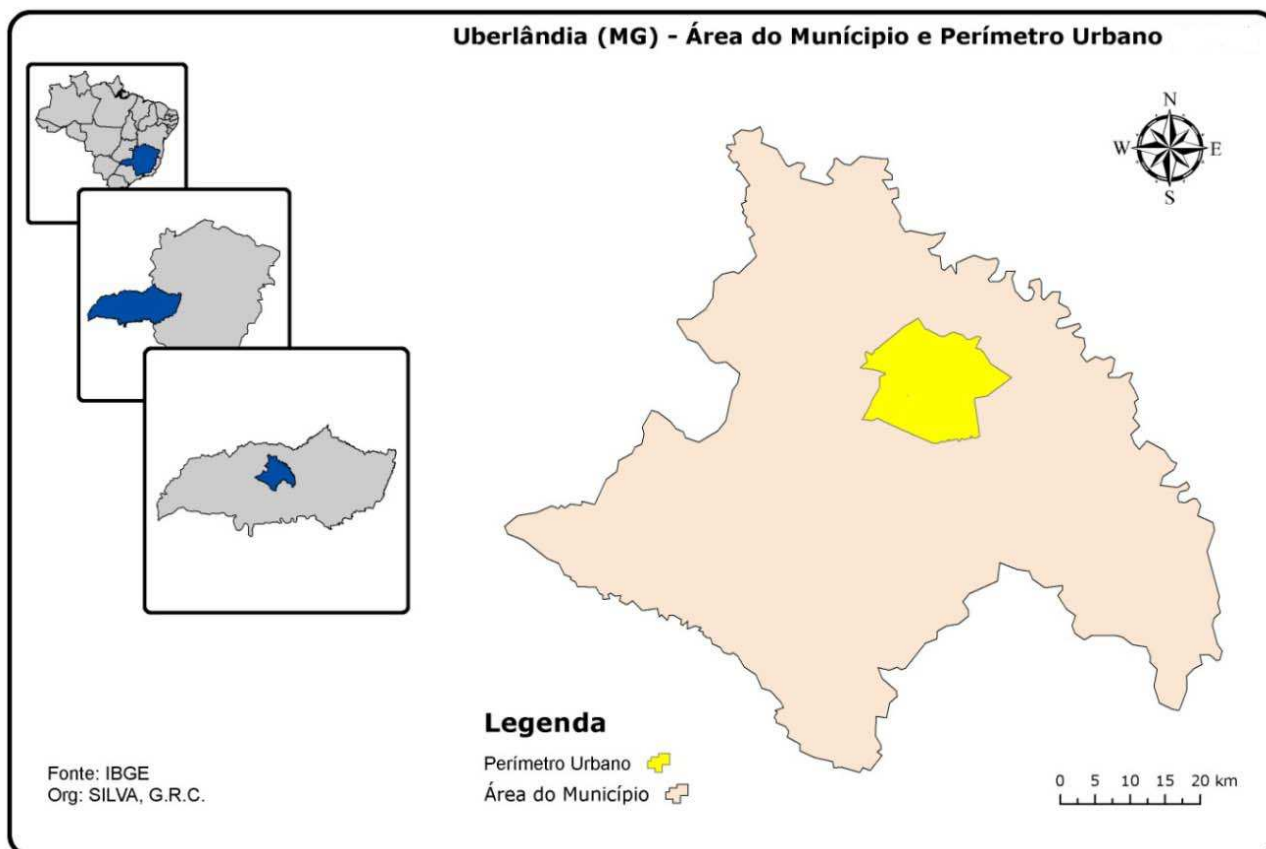 Uberlândia (MG) - Área do Munícipio e Perímetro Urbano
N
W E
S
Legenda
Perímetro Urbano
Área do Município
Fonte: IBGE
Org: SILVA, G.R.C.
0 5 10 15 20 km